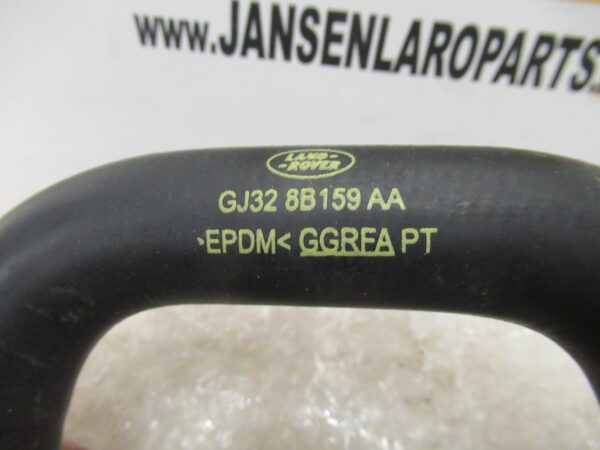 www.JANSENLAROPARTS.
LAND-
-ROVER
GJ32 8B159 AA
>EPDM< GGRFA PT